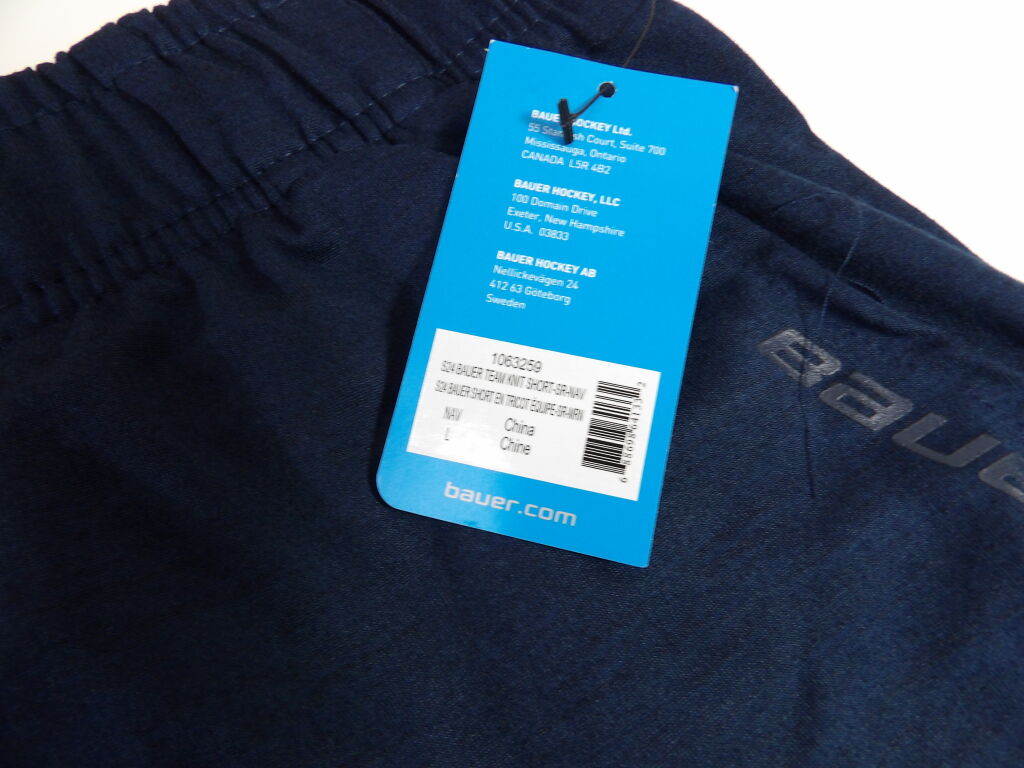 BAUER HOCKEY Ltd.
55 Standish Court, Suite 700
Mississauga, Ontario
CANADA L5R 4B2
BAUER HOCKEY, LLC
100 Domain Drive
Exeter, New Hampshire
U.S.A. 03833
BAUER HOCKEY AB
Nellickevägen 24
412 63 Göteborg
Sweden
1063259
S24 BAUER TEAM KNIT SHORT-SR-NAV
S24 BAUER SHORT EN TRICOT ÉQUIPE-SR-MRN
NAV China
L Chine
bauer.com
Baue